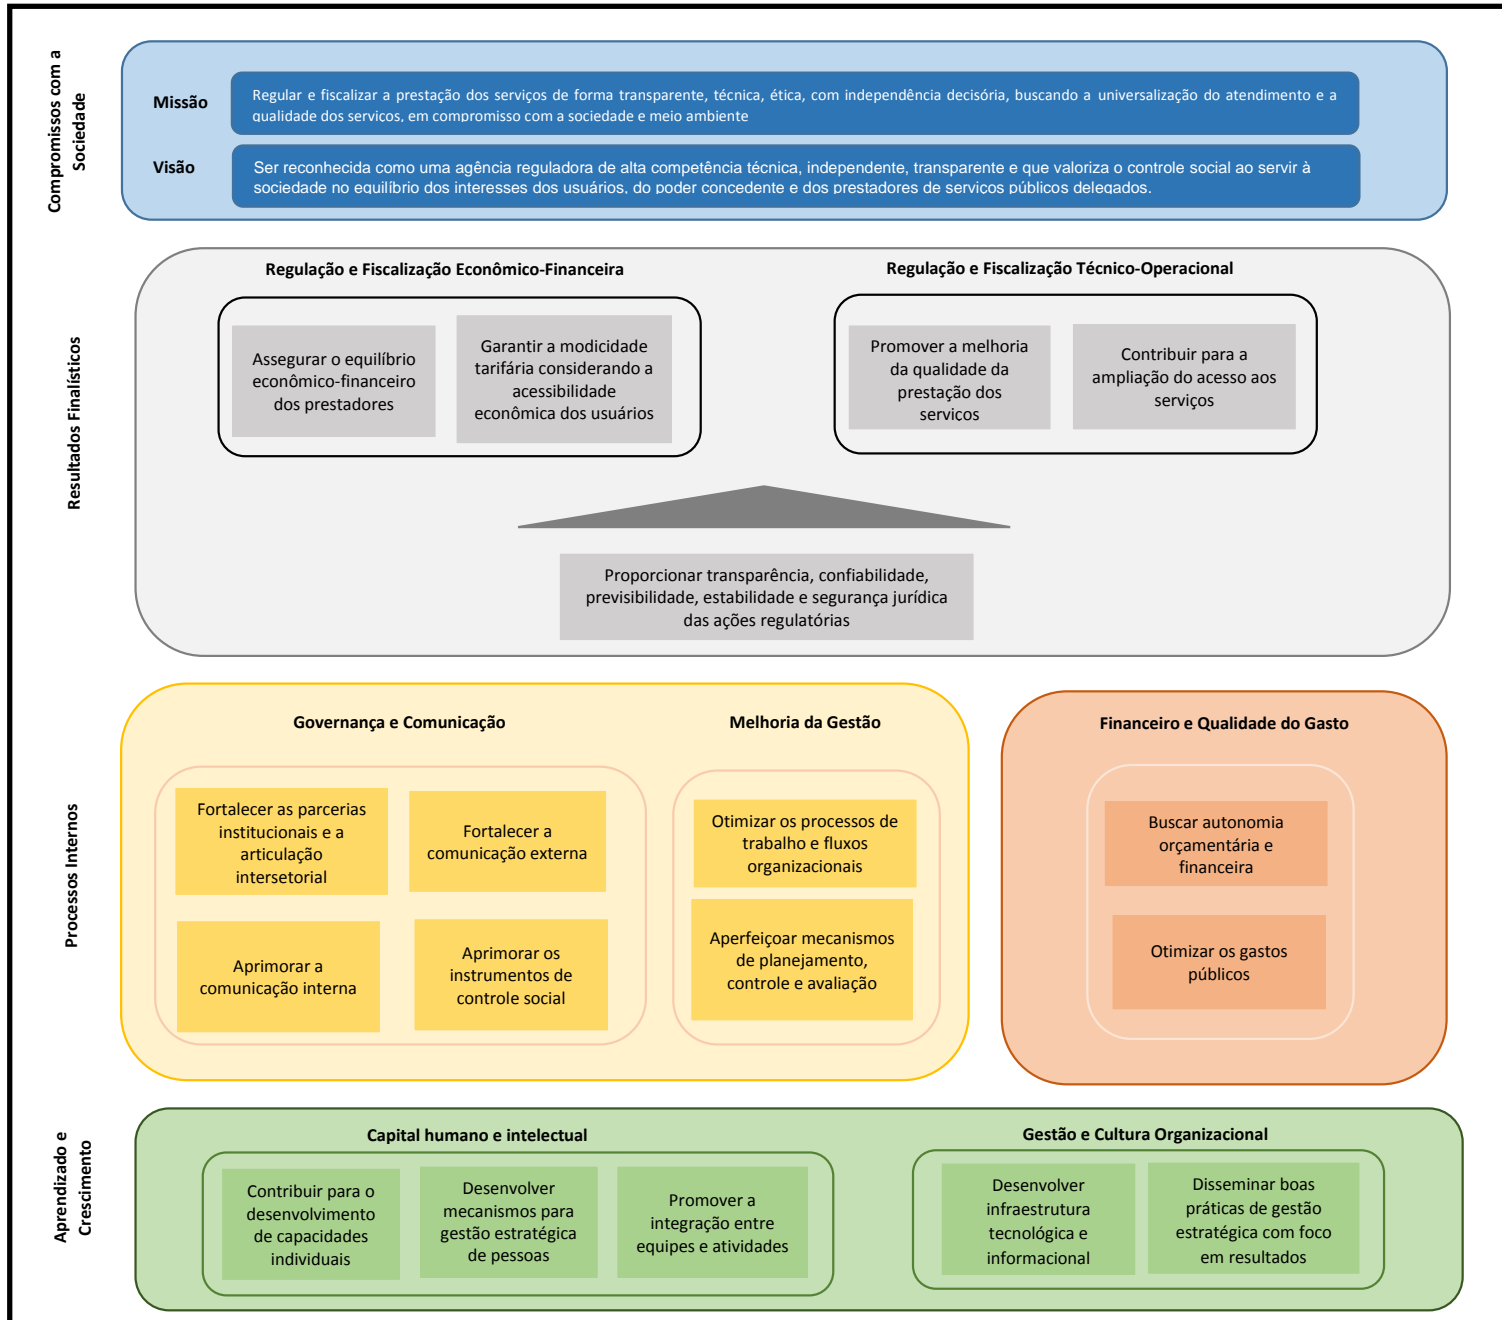 Compromissos com a
Sociedade
Missão
Regular e fiscalizar a prestação dos serviços de forma transparente, técnica, ética, com independência decisória, buscando a universalização do atendimento e a
qualidade dos serviços, em compromisso com a sociedade e meio ambiente
Visão
Ser reconhecida como uma agência reguladora de alta competência técnica, independente, transparente e que valoriza o controle social ao servir à
sociedade no equilíbrio dos interesses dos usuários, do poder concedente e dos prestadores de serviços públicos delegados.
Resultados Finalísticos
Regulação e Fiscalização Econômico-Financeira
Assegurar o equilíbrio
econômico-financeiro
dos prestadores
Garantir a modicidade
tarifária considerando a
acessibilidade
econômica dos usuários
Regulação e Fiscalização Técnico-Operacional
Promover a melhoria
da qualidade da
prestação dos
serviços
Contribuir para a
ampliação do acesso aos
serviços
Proporcionar transparência, confiabilidade,
previsibilidade, estabilidade e segurança jurídica
das ações regulatórias
Processos Internos
Governança e Comunicação
Fortalecer as parcerias
institucionais e a
articulação
intersetorial
Fortalecer a
comunicação externa
Aprimorar a
comunicação interna
Aprimorar os
instrumentos de
controle social
Melhoria da Gestão
Otimizar os processos de
trabalho e fluxos
organizacionais
Aperfeiçoar mecanismos
de planejamento,
controle e avaliação
Financeiro e Qualidade do Gasto
Buscar autonomia
orçamentária e
financeira
Otimizar os gastos
públicos
Aprendizado e
Crescimento
Capital humano e intelectual
Contribuir para o
desenvolvimento
de capacidades
individuais
Desenvolver
mecanismos para
gestão estratégica
de pessoas
Promover a
integração entre
equipes e atividades
Gestão e Cultura Organizacional
Desenvolver
infraestrutura
tecnológica e
informacional
Disseminar boas
práticas de gestão
estratégica com foco
em resultados